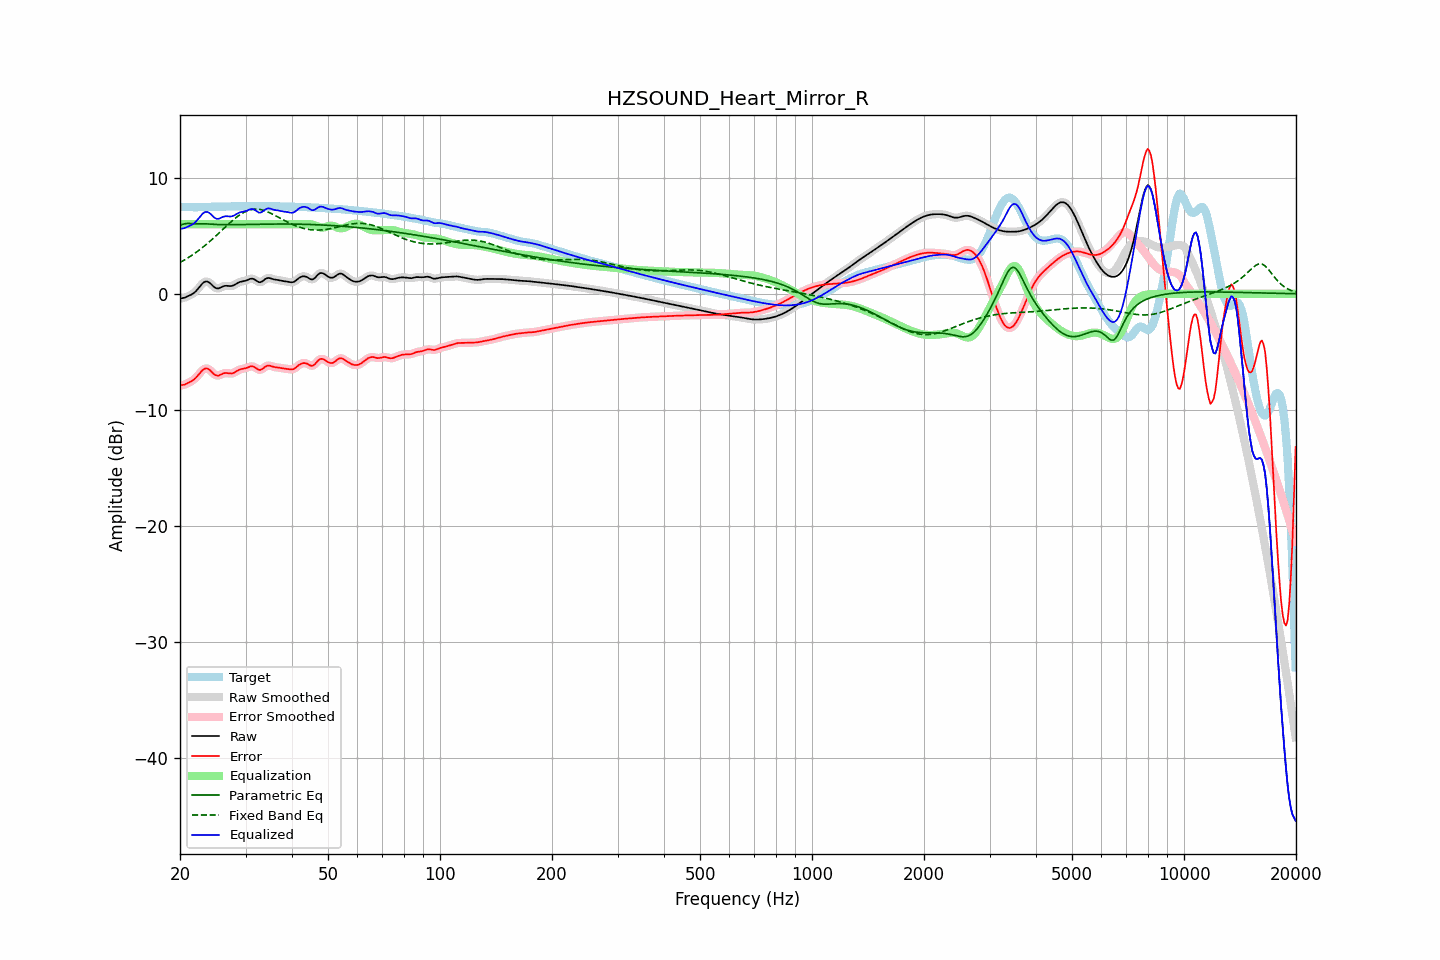 HZSOUND_Heart_Mirror_R
10
0
−10
−20
−30
−40
Amplitude (dBr)
Target
Raw Smoothed
Error Smoothed
Raw
Error
Equalization
Parametric Eq
Fixed Band Eq
Equalized
20 50 100 200 500 1000 2000 5000 10000 20000
Frequency (Hz)